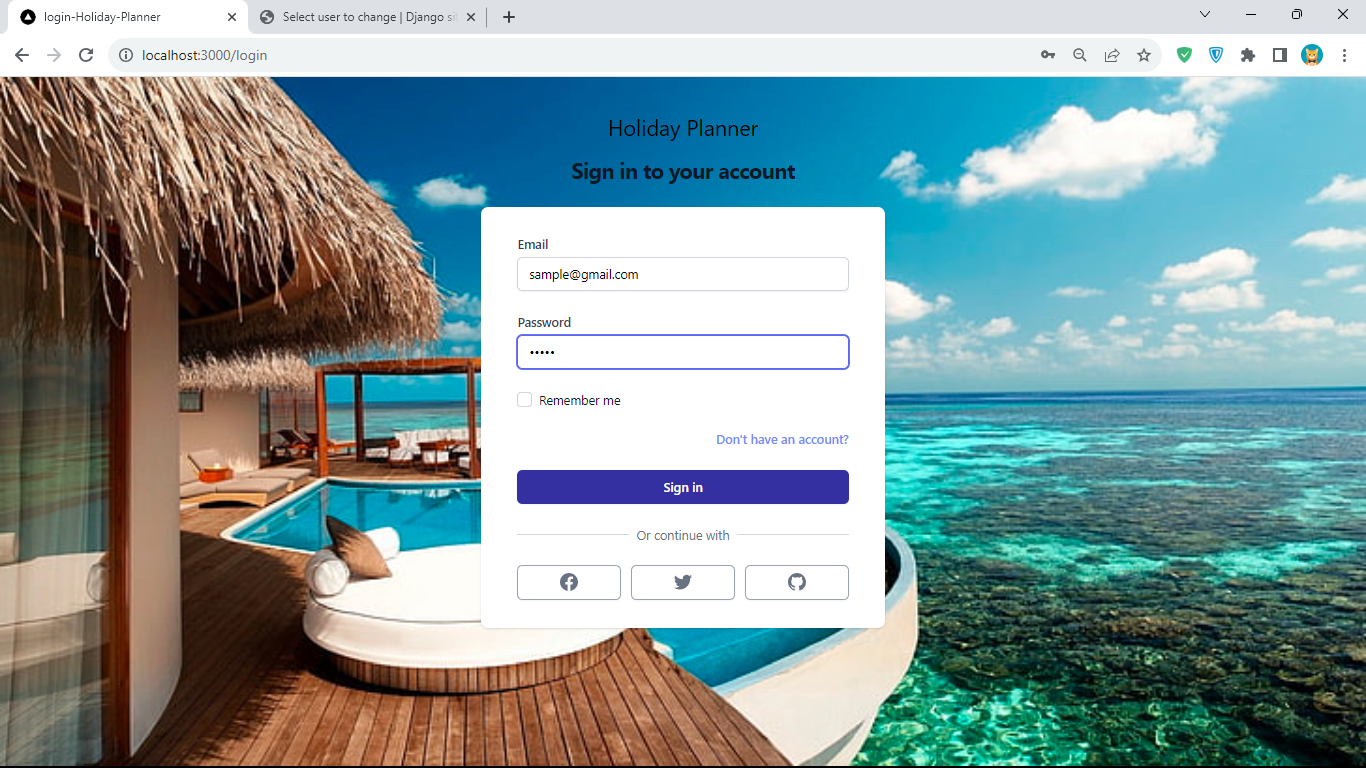 login-Holiday-Planner
Select user to change | Django si
localhost:3000/login
Holiday Planner
Sign in to your account
Email
sample@gmail.com
Password
•••••
Remember me
Don't have an account?
Sign in
Or continue with